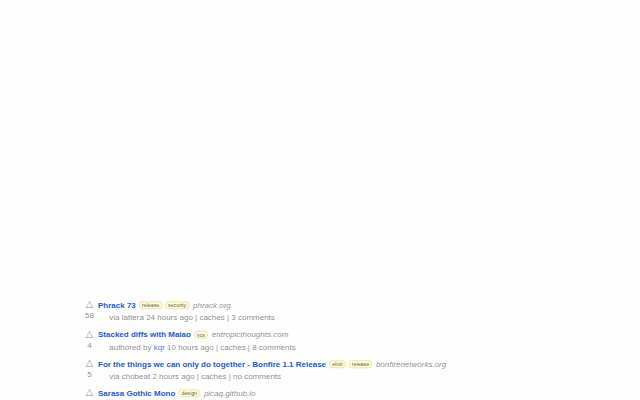 Phrack 73 release security phrack.org
58 via lattera 24 hours ago | caches | 3 comments
Stacked diffs with Maiao vcs entropicthoughts.com
4 authored by kqr 10 hours ago | caches | 8 comments
For the things we can only do together - Bonfire 1.1 Release elixir release bonfirenetworks.org
5 via chobeat 2 hours ago | caches | no comments
Sarasa Gothic Mono design picaq.github.io